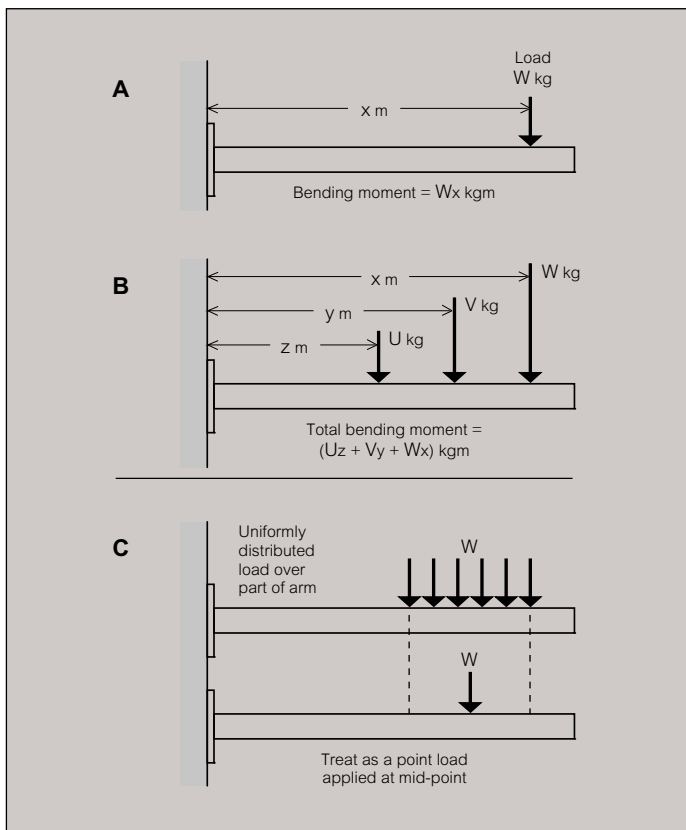 A
Load
W kg
x m
Bending moment = Wx kgm
B
W kg
x m
V kg
y m
U kg
z m
Total bending moment =
(Uz + Vy + Wx) kgm
C
Uniformly
distributed
load over
part of arm
W
W
Treat as a point load
applied at mid-point